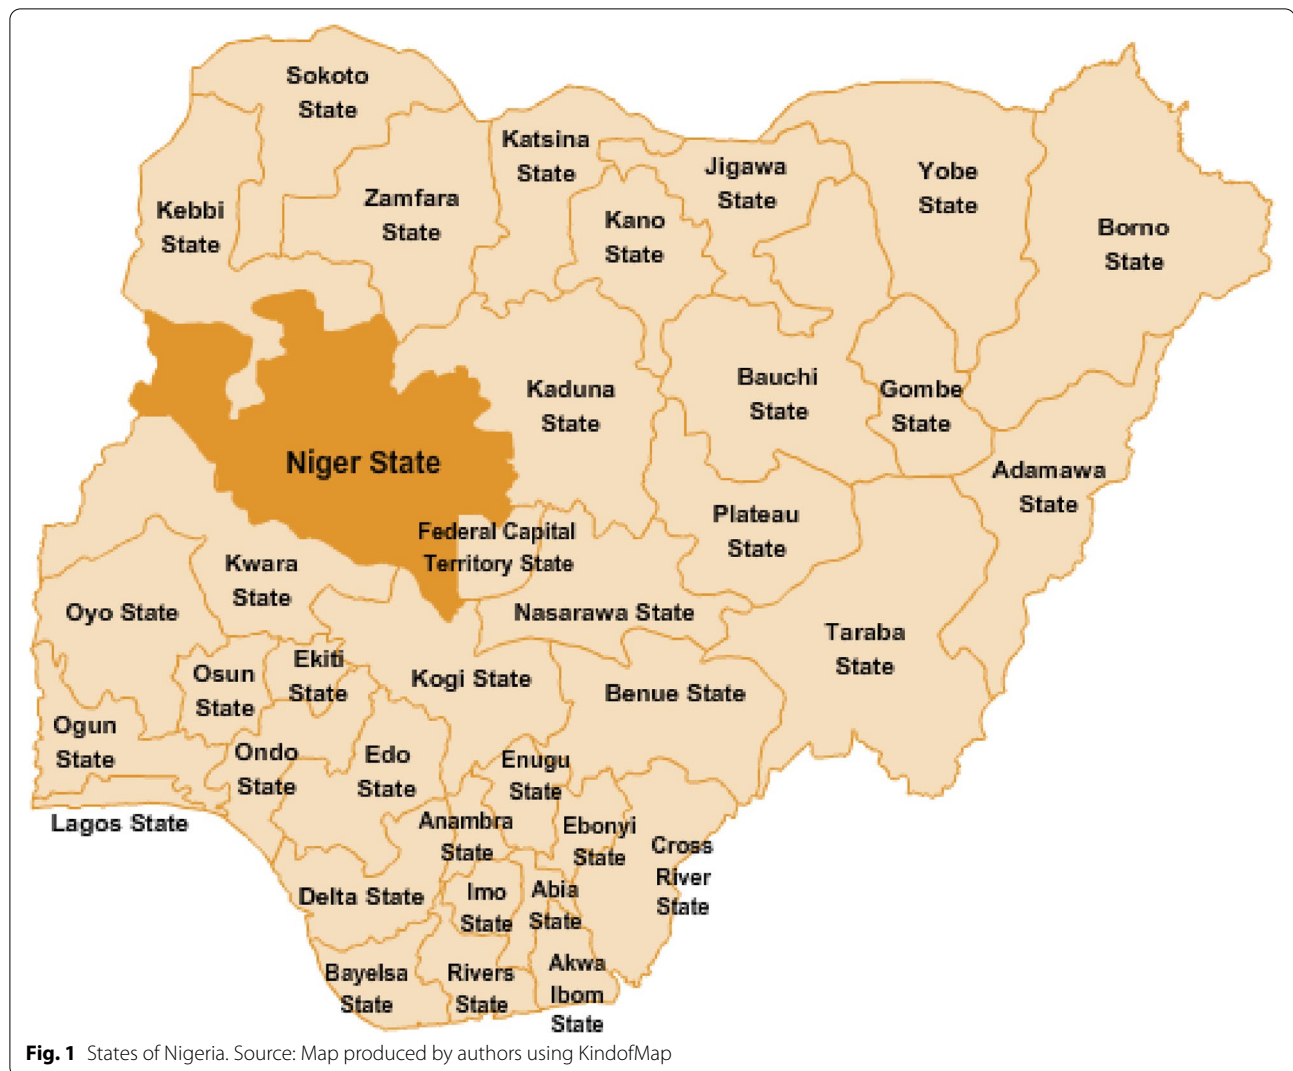 Sokoto
State
Katsina
State
Jigawa
State
Yobe
State
Kebbi
State
Zamfara
State
Kano
State
Borno
State
Kaduna
State
Bauchi
State
Gombe
State
Niger State
Adamawa
State
Plateau
State
Federal Capital
Territory State
Kwara
State
Oyo State
Nasarawa State
Taraba
State
Ekiti
State
Osun
State
Kogi State
Benue State
Ogun
State
Ondo
State
Edo
State
Enugu
State
Lagos State
Anambra
State
Ebonyi
State
Cross
River
State
Delta State
Imo
State
Abia
State
Bayelsa
State
Rivers
State
Akwa
Ibom
State
Fig. 1 States of Nigeria. Source: Map produced by authors using KindofMap